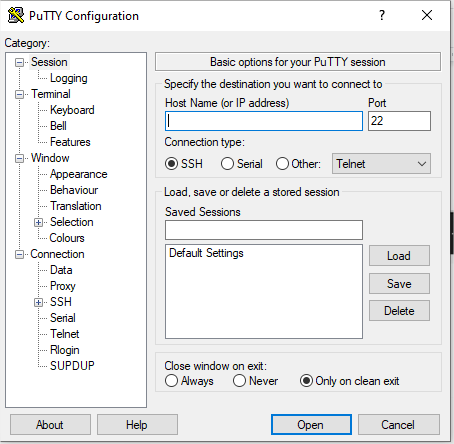 PuTTY Configuration ? ×
Category:
Session
Logging
Terminal
Keyboard
Bell
Features
Window
Appearance
Behaviour
Translation
Selection
Colours
Connection
Data
Proxy
SSH
Serial
Telnet
Rlogin
SUPDUP
Basic options for your PuTTY session
Specify the destination you want to connect to
Host Name (or IP address) Port
22
Connection type:
SSH Serial Other: Telnet
Load, save or delete a stored session
Saved Sessions
Default Settings
Load
Save
Delete
Close window on exit:
Always Never Only on clean exit
About Help Open Cancel